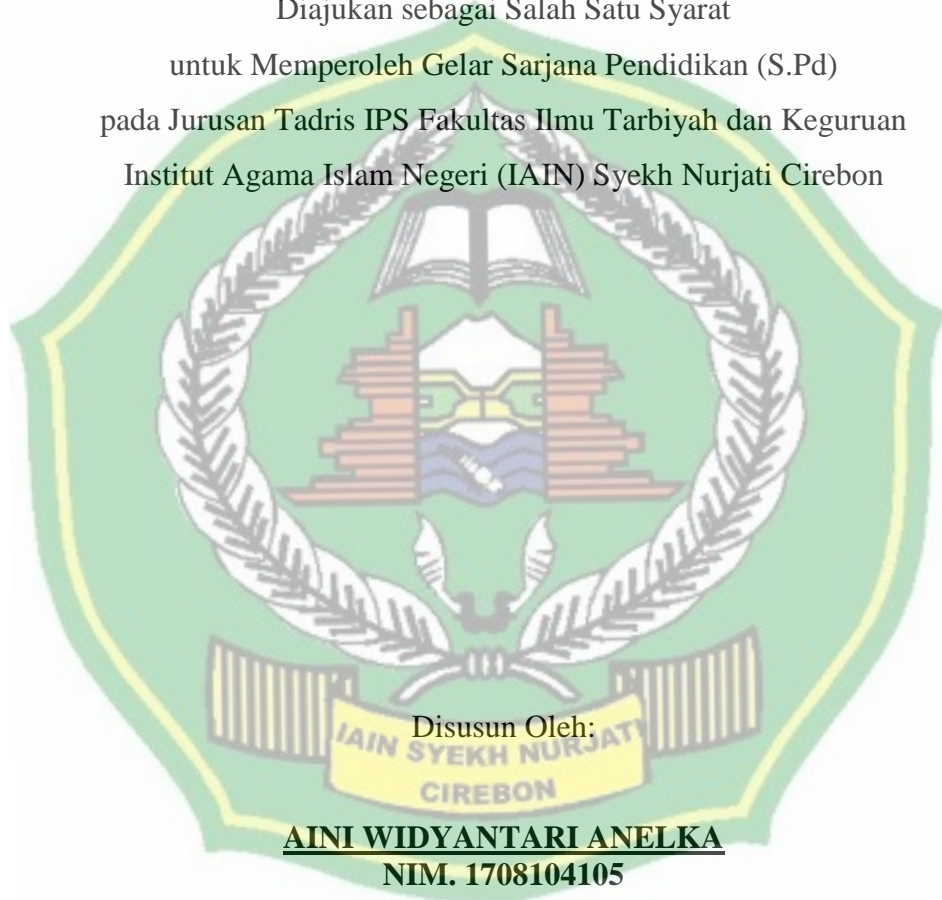 Diajukan sebagai Salah Satu Syarat
untuk Memperoleh Gelar Sarjana Pendidikan (S.Pd)
pada Jurusan Tadris IPS Fakultas Ilmu Tarbiyah dan Keguruan
Institut Agama Islam Negeri (IAIN) Syekh Nurjati Cirebon
Disusun Oleh:
IAIN SYEKH NURJATI
CIREBON
AINI WIDYANTARI ANELKA
NIM. 1708104105